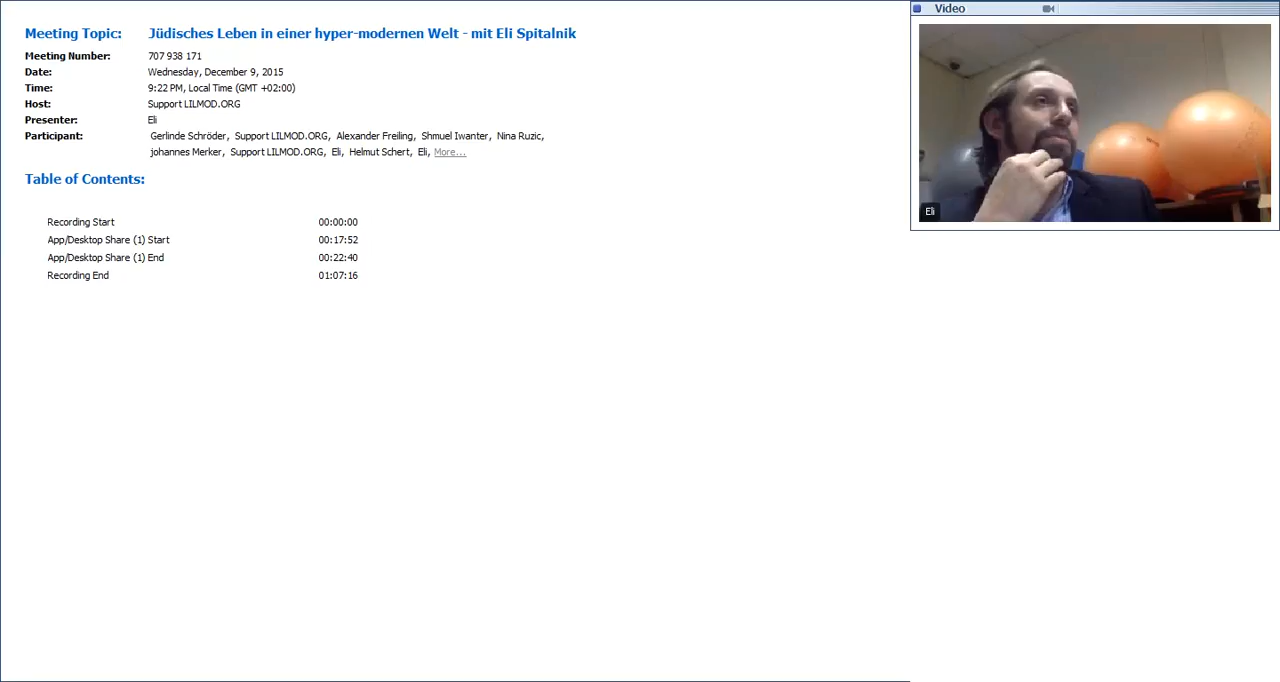 Meeting Topic: Jüdisches Leben in einer hyper-modernen Welt - mit Eli Spitalnik
Meeting Number: 707 938 171
Date: Wednesday, December 9, 2015
Time: 9:22 PM, Local Time (GMT +02:00)
Host: Support LILMOD.ORG
Presenter: Eli
Participant: Gerlinde Schröder, Support LILMOD.ORG, Alexander Freiling, Shmuel Iwanter, Nina Ruzic,
johannes Merker, Support LILMOD.ORG, Eli, Helmut Schert, Eli, More...
Table of Contents:
Recording Start 00:00:00
App/Desktop Share (1) Start 00:17:52
App/Desktop Share (1) End 00:22:40
Recording End 01:07:16
Video
Eli